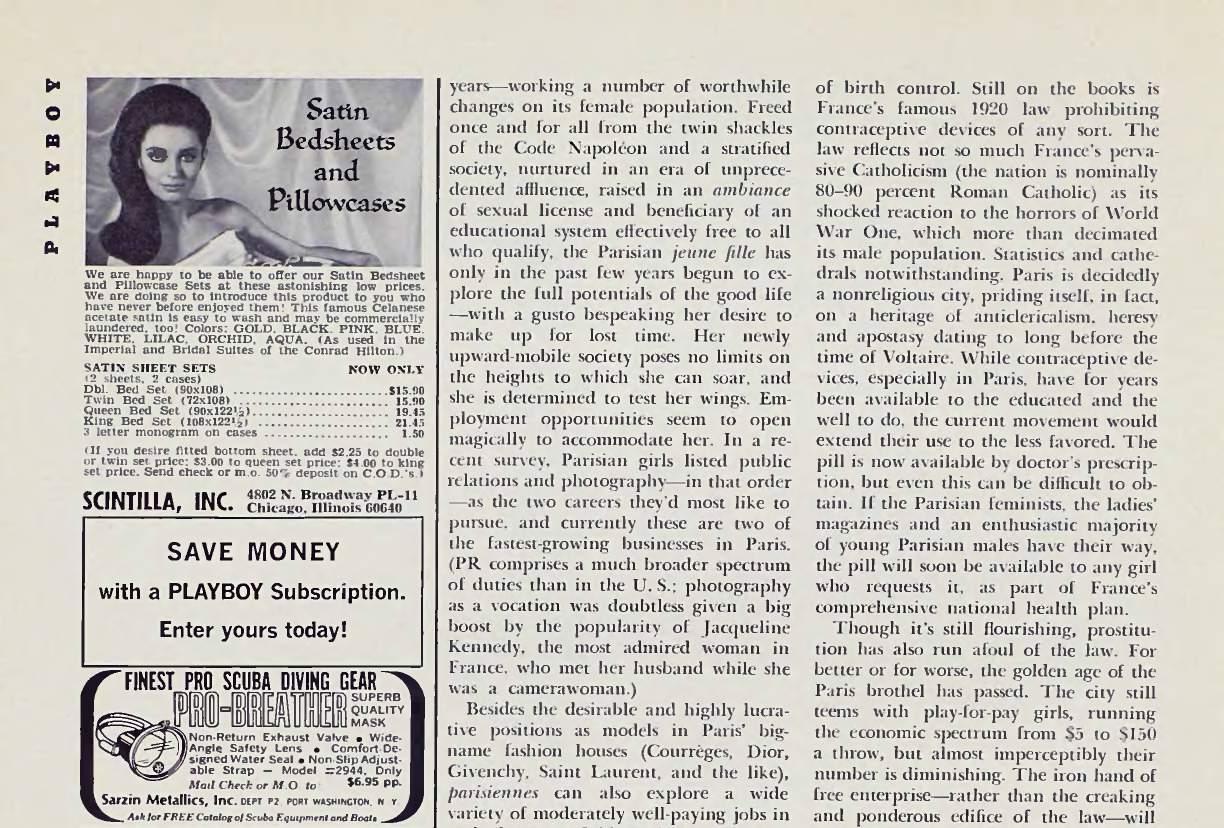 PLAYBOY
Satin
Bedsheets
and
Pillowcases
We are happy to be able to offer our Satin Bedsheet
and Pillowcase Sets at these astonishing low prices.
We are doing so to introduce this product to you who
have never before enjoyed them! This famous Celanese
acetate satin is easy to wash and may be commercially
laundered, too! Colors: GOLD, BLACK, PINK, BLUE,
WHITE, LILAC, ORCHID, AQUA. (As used in the
Imperial and Bridal Suites of the Conrad Hilton.)
SATIN SHEET SETS NOW ONLY
(2 sheets, 2 cases)
Dbl. Bed Set (90x108) ........................ $15.90
Twin Bed Set (72x108) ........................ 15.90
Queen Bed Set (90x122½) ..................... 19.45
King Bed Set (108x122½) ...................... 21.45
3 letter monogram on cases ................... 1.50
(If you desire fitted bottom sheet, add $2.25 to double
or twin set price; $3.00 to queen set price; $4.00 to king
set price. Send check or m.o. 50% deposit on C.O.D.'s.)
SCINTILLA, INC. 4802 N. Broadway PL-11
Chicago, Illinois 60640
SAVE MONEY
with a PLAYBOY Subscription.
Enter yours today!
FINEST PRO SCUBA DIVING GEAR
PRO-BREATHER SUPERB
QUALITY
MASK
Non-Return Exhaust Valve • Wide-
Angle Safety Lens • Comfort De-
signed Water Seal • Non-Slip Adjust-
able Strap — Model #2944, Only
Mail Check or M.O. to: $6.95 pp.
Sarzin Metallics, Inc. DEPT P2, PORT WASHINGTON, N Y
Ask for FREE Catalog of Scuba Equipment and Boats
years—working a number of worthwhile
changes on its female population. Freed
once and for all from the twin shackles
of the Code Napoléon and a stratified
society, nurtured in an era of unprece-
dented affluence, raised in an ambiance
of sexual license and beneficiary of an
educational system effectively free to all
who qualify, the Parisian jeune fille has
only in the past few years begun to ex-
plore the full potentials of the good life
—with a gusto bespeaking her desire to
make up for lost time. Her newly
upward-mobile society poses no limits on
the heights to which she can soar, and
she is determined to test her wings. Em-
ployment opportunities seem to open
magically to accommodate her. In a re-
cent survey, Parisian girls listed public
relations and photography—in that order
—as the two careers they'd most like to
pursue, and currently these are two of
the fastest-growing businesses in Paris.
(PR comprises a much broader spectrum
of duties than in the U. S.; photography
as a vocation was doubtless given a big
boost by the popularity of Jacqueline
Kennedy, the most admired woman in
France, who met her husband while she
was a camerawoman.)
Besides the desirable and highly lucra-
tive positions as models in Paris' big-
name fashion houses (Courrèges, Dior,
Givenchy, Saint Laurent, and the like),
parisiennes can also explore a wide
variety of moderately well-paying jobs in
of birth control. Still on the books is
France's famous 1920 law prohibiting
contraceptive devices of any sort. The
law reflects not so much France's perva-
sive Catholicism (the nation is nominally
80–90 percent Roman Catholic) as its
shocked reaction to the horrors of World
War One, which more than decimated
its male population. Statistics and cathe-
drals notwithstanding, Paris is decidedly
a nonreligious city, priding itself, in fact,
on a heritage of anticlericalism, heresy
and apostasy dating to long before the
time of Voltaire. While contraceptive de-
vices, especially in Paris, have for years
been available to the educated and the
well to do, the current movement would
extend their use to the less favored. The
pill is now available by doctor's prescrip-
tion, but even this can be difficult to ob-
tain. If the Parisian feminists, the ladies'
magazines and an enthusiastic majority
of young Parisian males have their way,
the pill will soon be available to any girl
who requests it, as part of France's
comprehensive national health plan.
Though it's still flourishing, prostitu-
tion has also run afoul of the law. For
better or for worse, the golden age of the
Paris brothel has passed. The city still
teems with play-for-pay girls, running
the economic spectrum from $5 to $150
a throw, but almost imperceptibly their
number is diminishing. The iron hand of
free enterprise—rather than the creaking
and ponderous edifice of the law—will